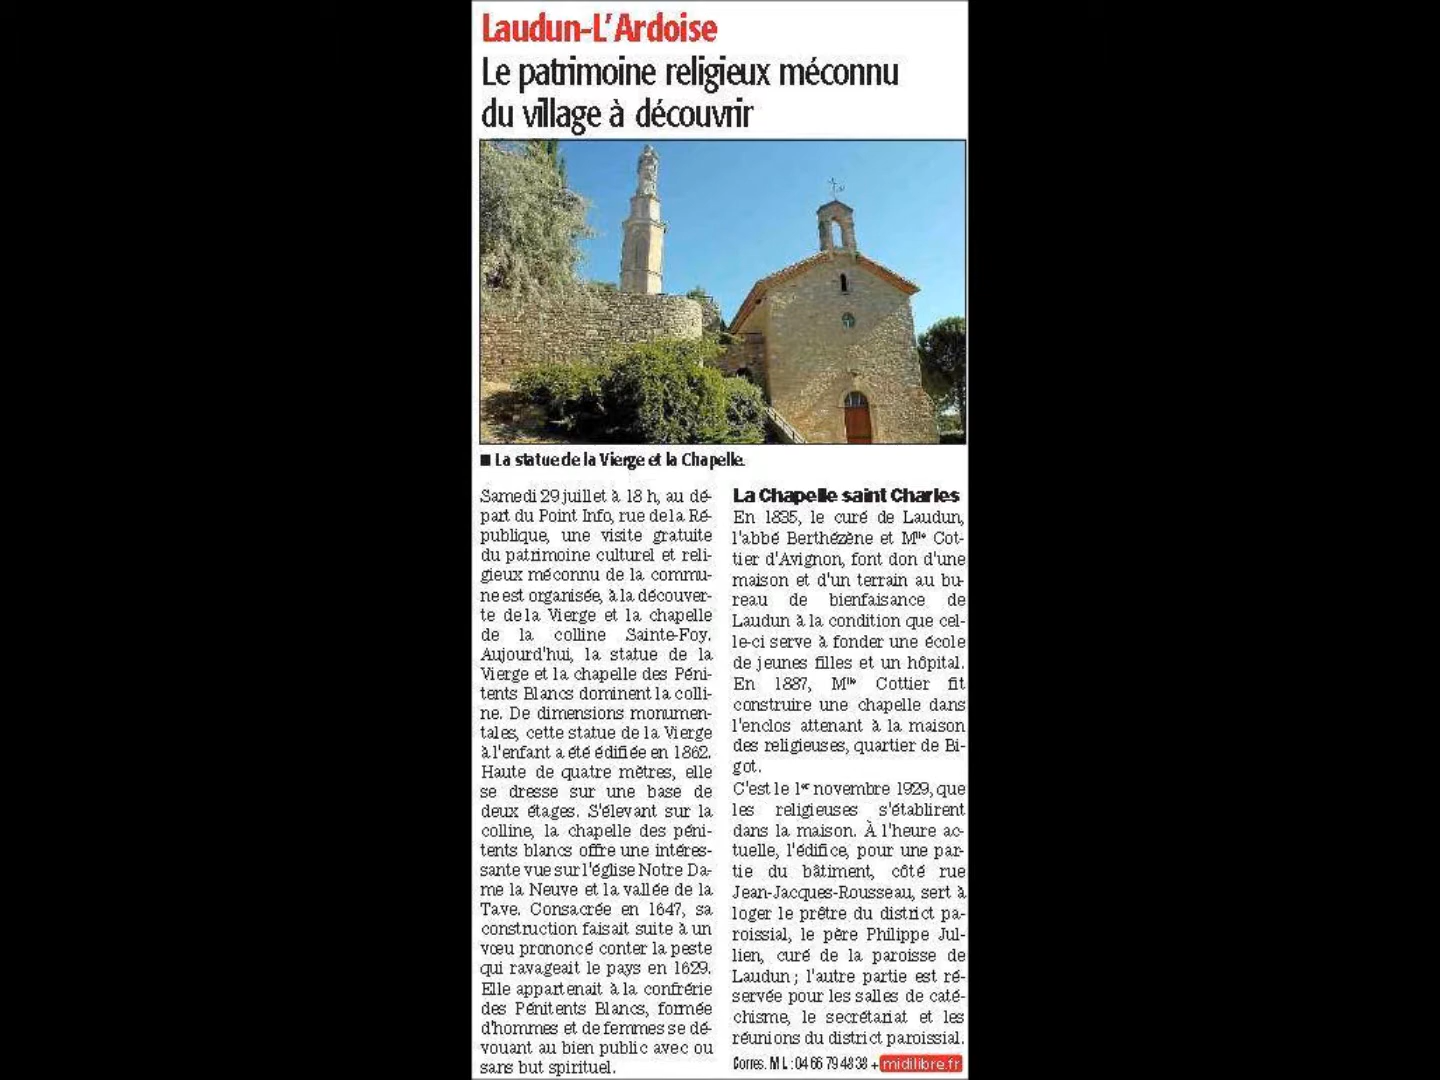 Laudun-L'Ardoise
Le patrimoine religieux méconnu
du village à découvrir
■ La statue de la Vierge et la Chapelle.
Samedi 29 juillet à 18 h, au dé-
part du Point Info, rue de la Ré-
publique, une visite gratuite
du patrimoine culturel et reli-
gieux méconnu de la commu-
ne est organisée, à la découver-
te de la Vierge et la chapelle
de la colline Sainte-Foy.
Aujourd'hui, la statue de la
Vierge et la chapelle des Péni-
tents Blancs dominent la colli-
ne. De dimensions monumen-
tales, cette statue de la Vierge
à l'enfant a été édifiée en 1862.
Haute de quatre mètres, elle
se dresse sur une base de
deux étages. S'élevant sur la
colline, la chapelle des péni-
tents blancs offre une intéres-
sante vue sur l'église Notre Da-
me la Neuve et la vallée de la
Tave. Consacrée en 1647, sa
construction faisait suite à un
vœu prononcé conter la peste
qui ravageait le pays en 1629.
Elle appartenait à la confrérie
des Pénitents Blancs, formée
d'hommes et de femmes se dé-
vouant au bien public avec ou
sans but spirituel.
La Chapelle saint Charles
En 1885, le curé de Laudun,
l'abbé Berthézène et Mlle Cot-
tier d'Avignon, font don d'une
maison et d'un terrain au bu-
reau de bienfaisance de
Laudun à la condition que cel-
le-ci serve à fonder une école
de jeunes filles et un hôpital.
En 1887, Mlle Cottier fit
construire une chapelle dans
l'enclos attenant à la maison
des religieuses, quartier de Bi-
got.
C'est le 1er novembre 1929, que
les religieuses s'établirent
dans la maison. À l'heure ac-
tuelle, l'édifice, pour une par-
tie du bâtiment, côté rue
Jean-Jacques-Rousseau, sert à
loger le prêtre du district pa-
roissial, le père Philippe Jul-
lien, curé de la paroisse de
Laudun ; l'autre partie est ré-
servée pour les salles de caté-
chisme, le secrétariat et les
réunions du district paroissial.
Corres. M L : 04 66 79 48 38 + midilibre.fr